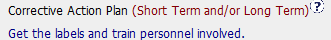 Corrective Action Plan (Short Term and/or Long Term)?
Get the labels and train personnel involved.